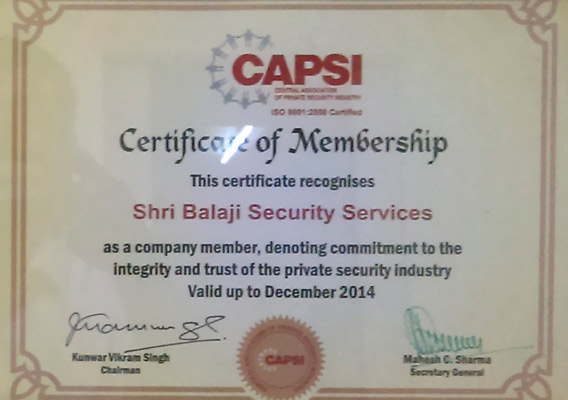 CAPSI
CENTRAL ASSOCIATION
OF PRIVATE SECURITY INDUSTRY
ISO 9001:2008 Certified
Certificate of Membership
This certificate recognises
Shri Balaji Security Services
as a company member, denoting commitment to the
integrity and trust of the private security industry
Valid up to December 2014
Kunwar Vikram Singh
Chairman
CAPSI
Mahesh C. Sharma
Secretary General